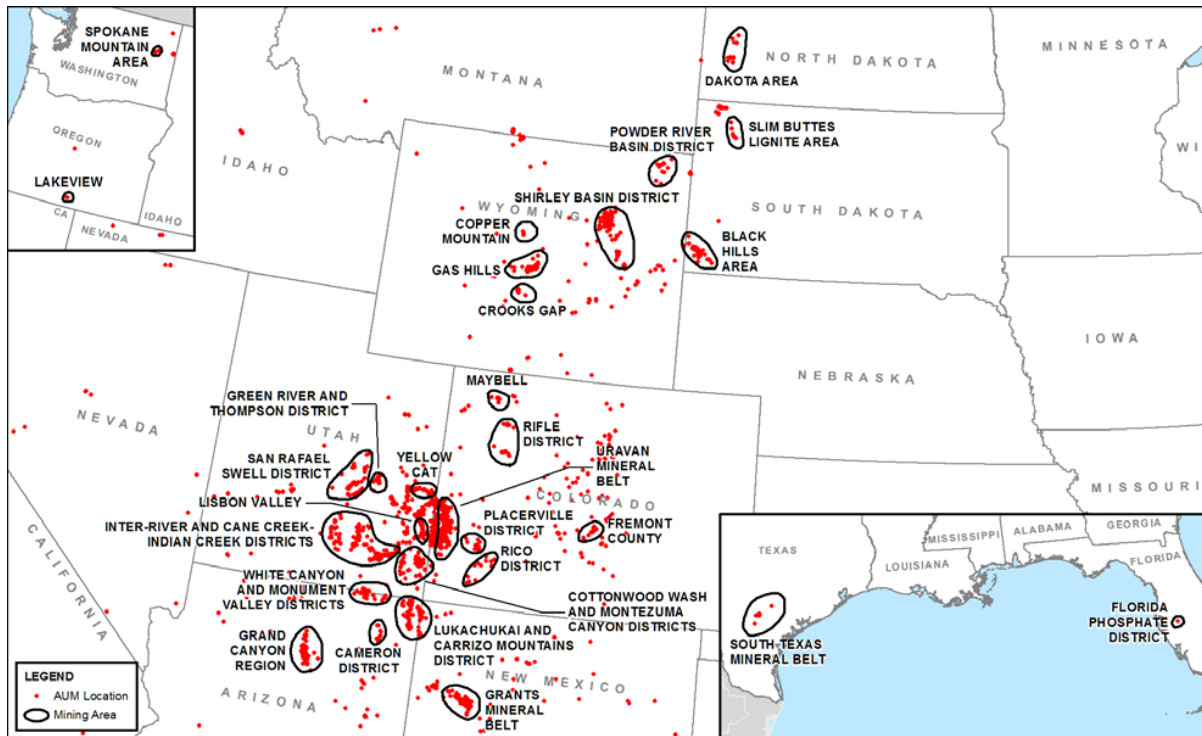 SPOKANE
MOUNTAIN
AREA
WASHINGTON
OREGON
LAKEVIEW
CA
NEVADA
IDAHO
MONTANA
NORTH DAKOTA
DAKOTA AREA
MINNESOTA
WI
IDAHO
POWDER RIVER
BASIN DISTRICT
SLIM BUTTES
LIGNITE AREA
SHIRLEY BASIN DISTRICT
WYOMING
COPPER
MOUNTAIN
SOUTH DAKOTA
BLACK
HILLS
AREA
GAS HILLS
CROOKS GAP
IOWA
NEBRASKA
MAYBELL
GREEN RIVER AND
THOMPSON DISTRICT
NEVADA
UTAH
RIFLE
DISTRICT
SAN RAFAEL
SWELL DISTRICT
YELLOW
CAT
URAVAN
MINERAL
BELT
LISBON VALLEY
COLORADO
MISSOURI
INTER-RIVER AND CANE CREEK-
INDIAN CREEK DISTRICTS
PLACERVILLE
DISTRICT
FREMONT
COUNTY
RICO
DISTRICT
CALIFORNIA
WHITE CANYON
AND MONUMENT
VALLEY DISTRICTS
COTTONWOOD WASH
AND MONTEZUMA
CANYON DISTRICTS
GRAND
CANYON
REGION
CAMERON
DISTRICT
LUKACHUKAI AND
CARRIZO MOUNTAINS
DISTRICT
ARIZONA
NEW MEXICO
GRANTS
MINERAL
BELT
LEGEND
AUM Location
Mining Area
TEXAS
LOUISIANA
MISSISSIPPI
ALABAMA
GEORGIA
FLORIDA
SOUTH TEXAS
MINERAL BELT
FLORIDA
PHOSPHATE
DISTRICT